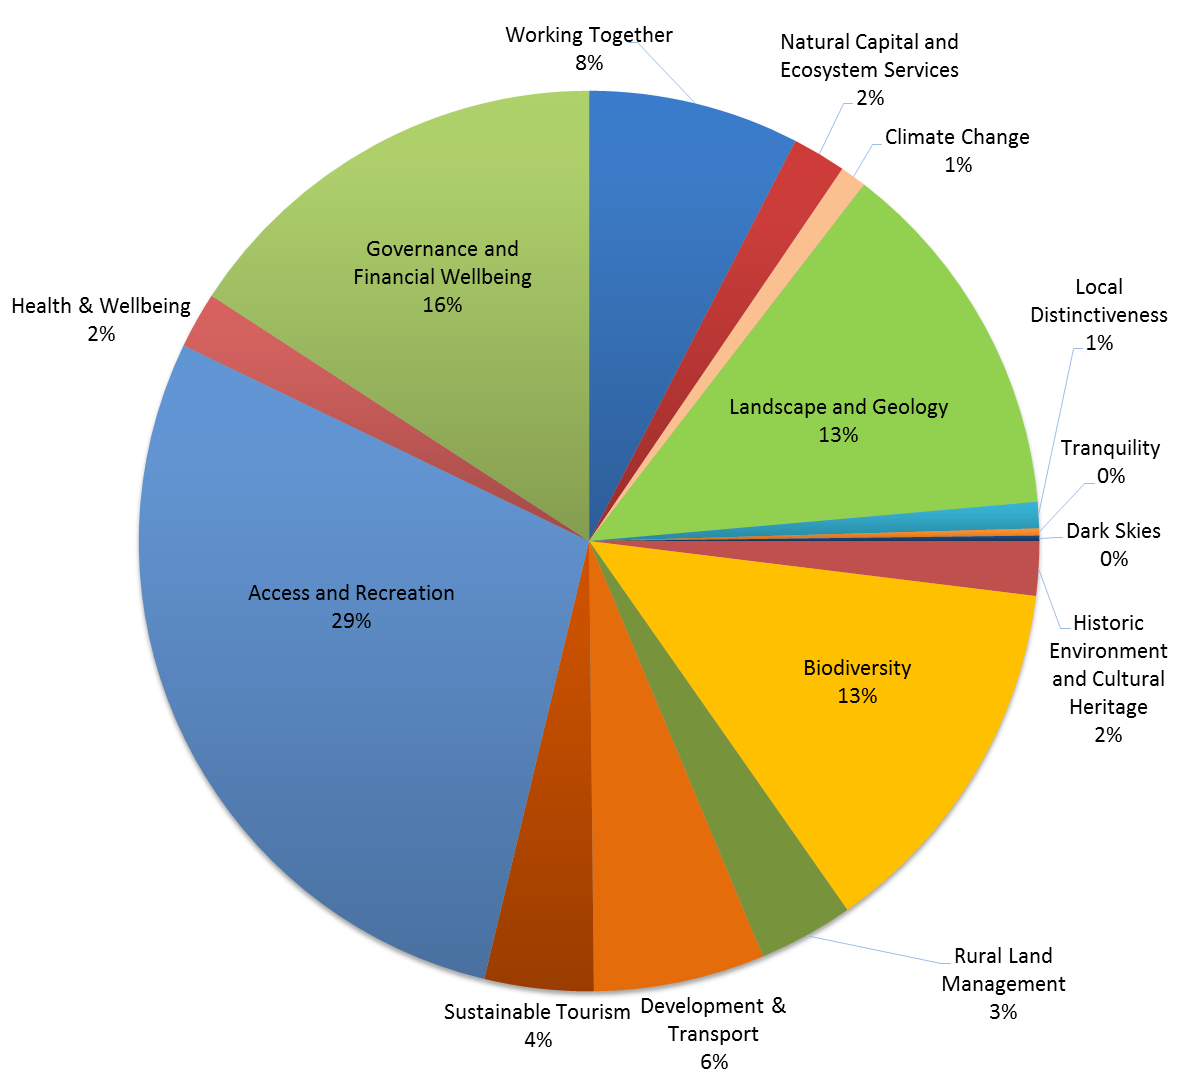 Working Together
8%
Natural Capital and
Ecosystem Services
2%
Climate Change
1%
Landscape and Geology
13%
Local
Distinctiveness
1%
Tranquility
0%
Dark Skies
0%
Historic
Environment
and Cultural
Heritage
2%
Biodiversity
13%
Rural Land
Management
3%
Development &
Transport
6%
Sustainable Tourism
4%
Access and Recreation
29%
Health & Wellbeing
2%
Governance and
Financial Wellbeing
16%